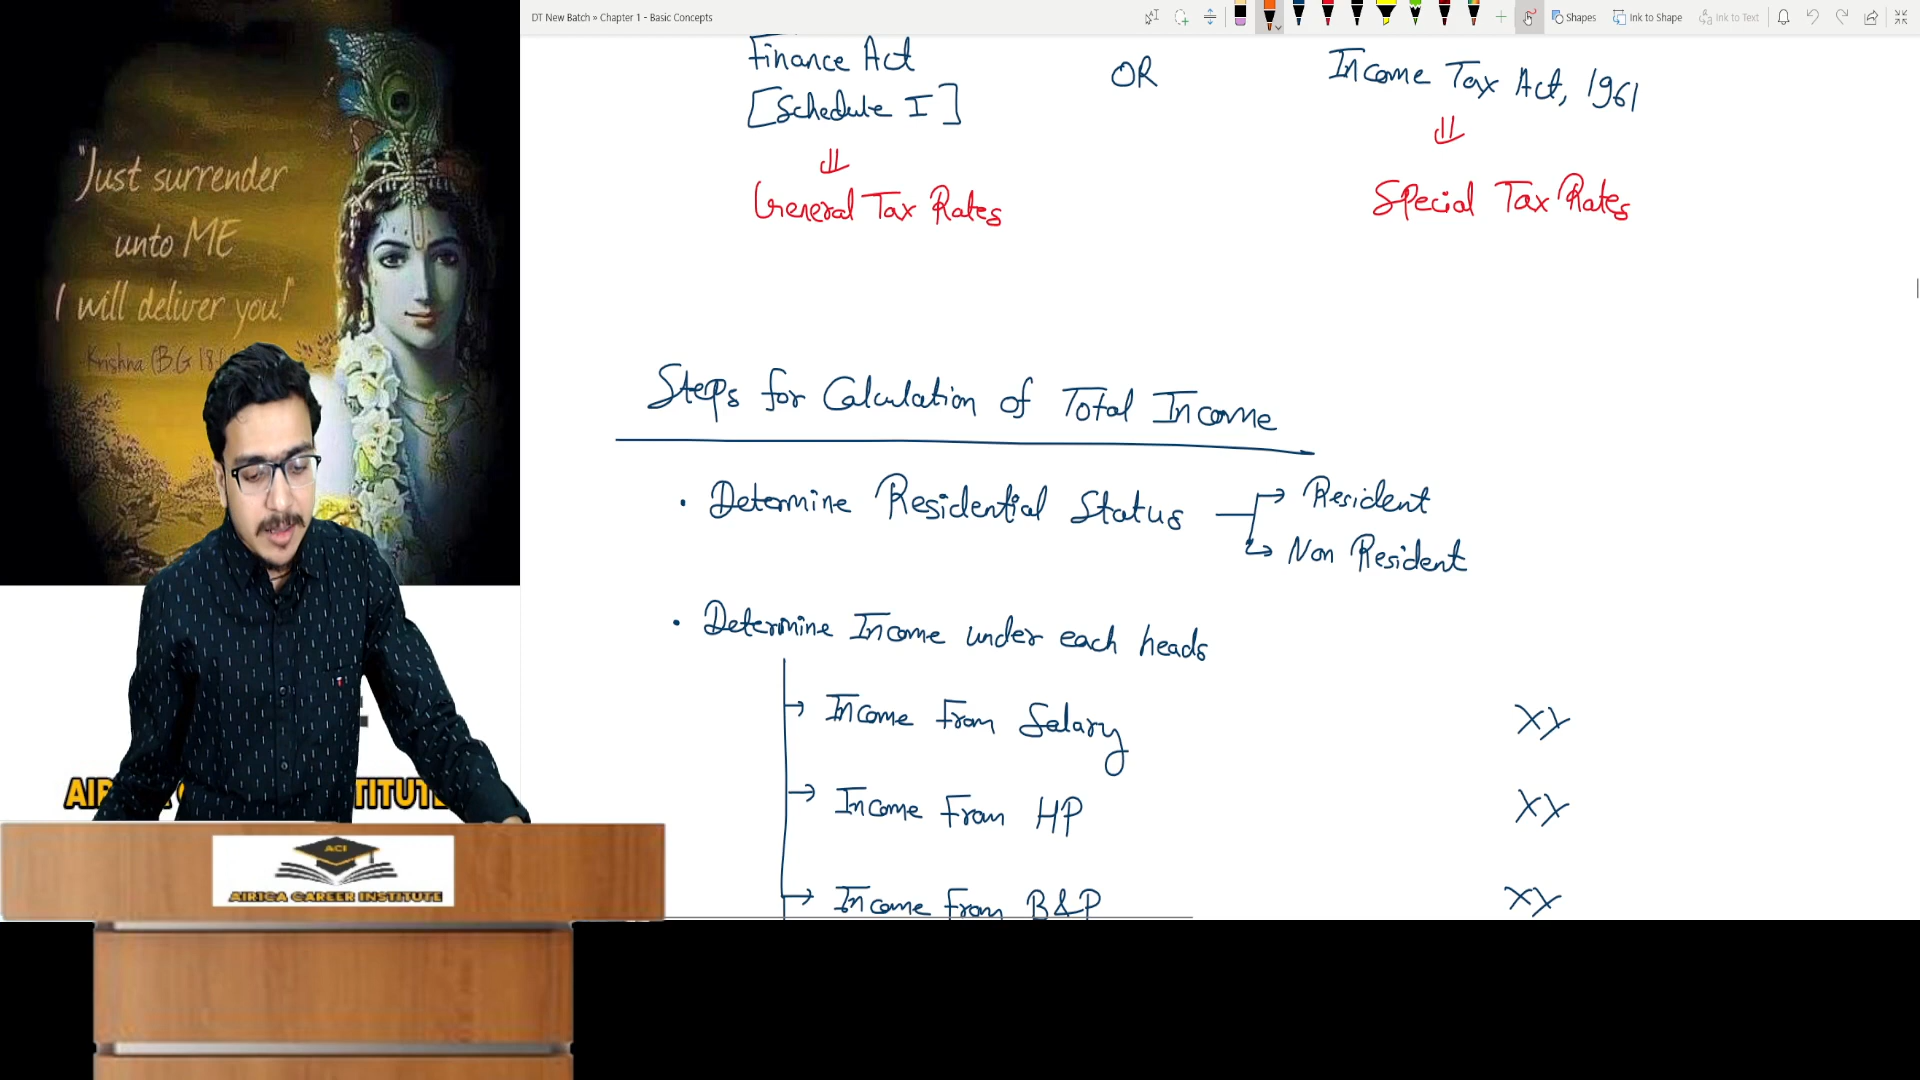 DT New Batch » Chapter 1 - Basic Concepts
Shapes
Ink to Shape
Ink to Text
Finance Act
OR
Income Tax Act, 1961
[Schedule I]
General Tax Rates
Special Tax Rates
"Just surrender
unto ME
I will deliver you!"
Krishna (B.G 18.
Steps for Calculation of Total Income
• Determine Residential Status
Resident
Non Resident
• Determine Income under each heads
Income From Salary XX
Income From HP XX
Income From B&P XX
TITUTE
ACI
AIRICA CAREER INSTITUTE